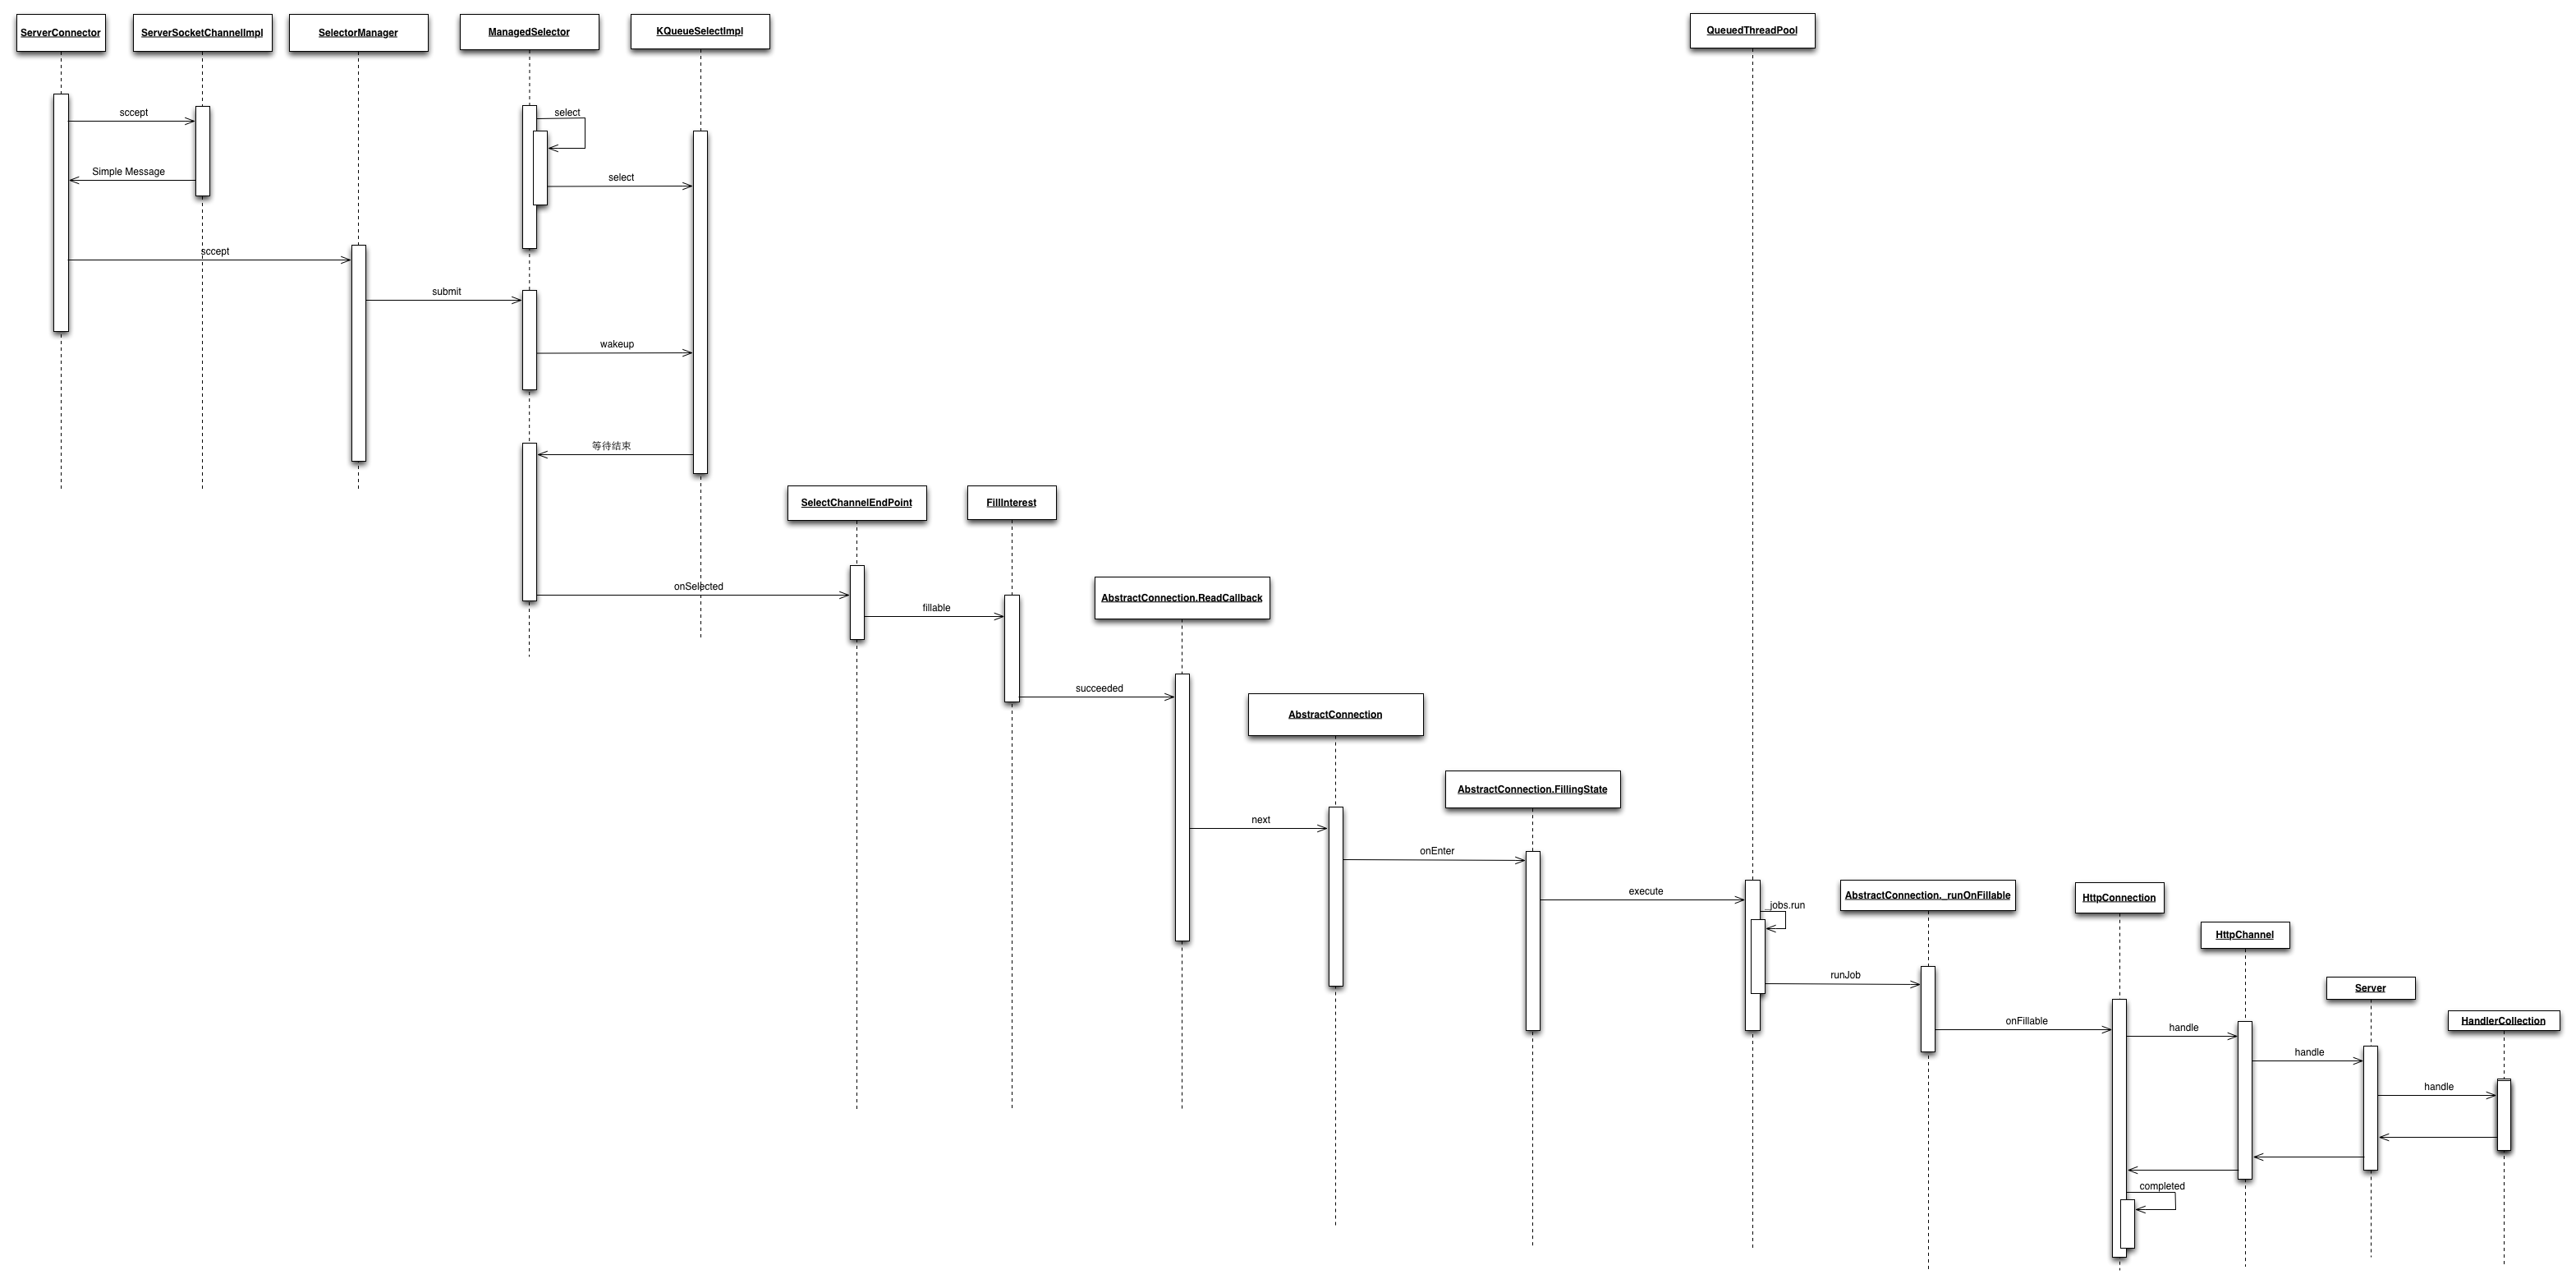 ServerConnector
ServerSocketChannelImpl
SelectorManager
ManagedSelector
KQueueSelectImpl
QueuedThreadPool
sccept
select
Simple Message
select
sccept
submit
wakeup
等待结束
SelectChannelEndPoint
FillInterest
onSelected
fillable
AbstractConnection.ReadCallback
succeeded
AbstractConnection
AbstractConnection.FillingState
next
onEnter
execute
AbstractConnection._runOnFillable
HttpConnection
_jobs.run
HttpChannel
runJob
Server
onFillable
handle
HandlerCollection
handle
handle
completed